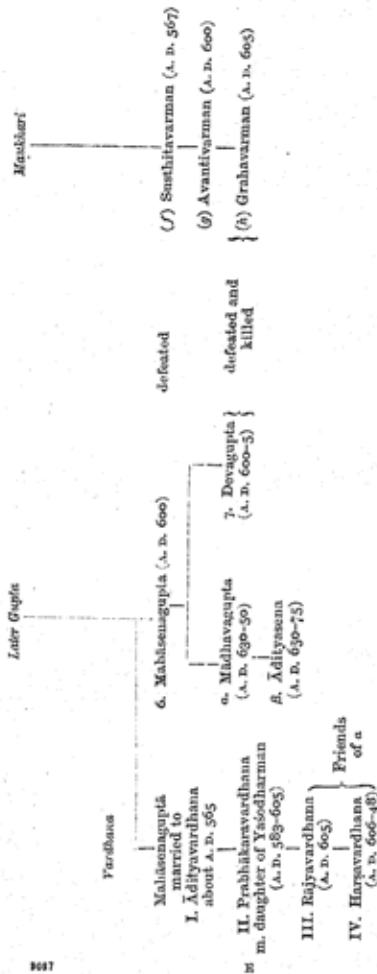 Later Gupta
Maukhari
Vardhana
Mahāsenaguptā
married to
I. Ādityavardhana
about A. D. 565
6. Mahāsenagupta (A. D. 600)
defeated
(f) Susthitavarman (A. D. 567)
(g) Avantivarman (A. D. 600)
II. Prabhākaravardhana
m. daughter of Yaśodharman
(A. D. 583–605)
α. Mādhavagupta
(A. D. 630–50)
7. Devagupta
(A. D. 600–5)
defeated and
killed
(h) Grahavarman (A. D. 605)
β. Ādityasena
(A. D. 650–75)
III. Rājyavardhana
(A. D. 605)
IV. Harṣavardhana
(A. D. 606–48)
Friends
of α